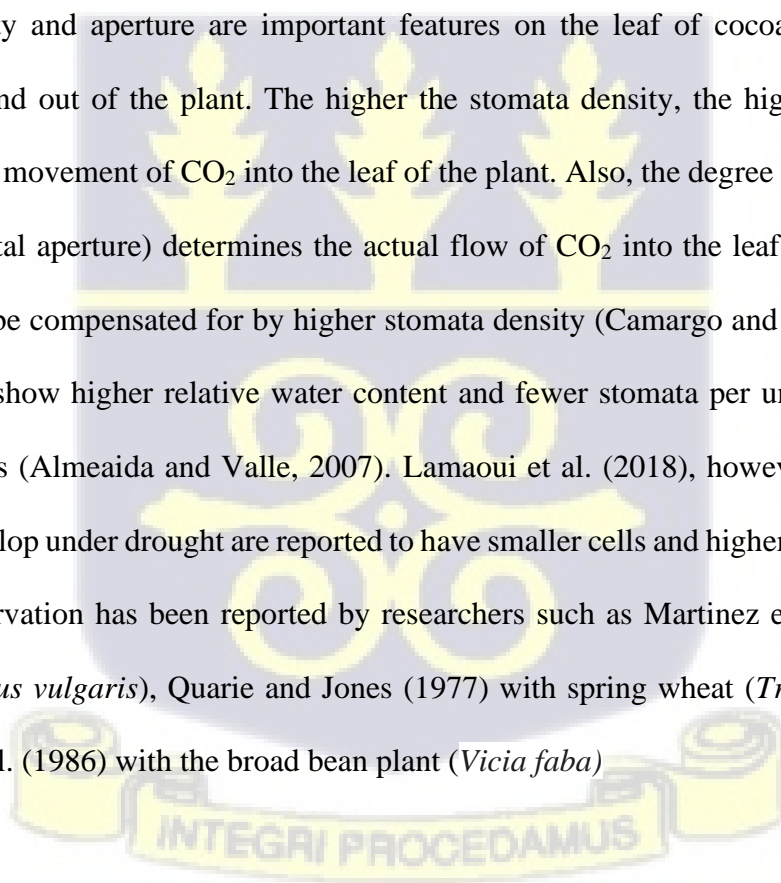 y and aperture are important features on the leaf of cocoa
nd out of the plant. The higher the stomata density, the hig
movement of CO₂ into the leaf of the plant. Also, the degree
tal aperture) determines the actual flow of CO₂ into the leaf
be compensated for by higher stomata density (Camargo and
show higher relative water content and fewer stomata per ur
s (Almeaida and Valle, 2007). Lamaoui et al. (2018), howev
lop under drought are reported to have smaller cells and higher
rvation has been reported by researchers such as Martinez e
us vulgaris), Quarie and Jones (1977) with spring wheat (Tr
l. (1986) with the broad bean plant (Vicia faba)
INTEGRI PROCEDAMUS